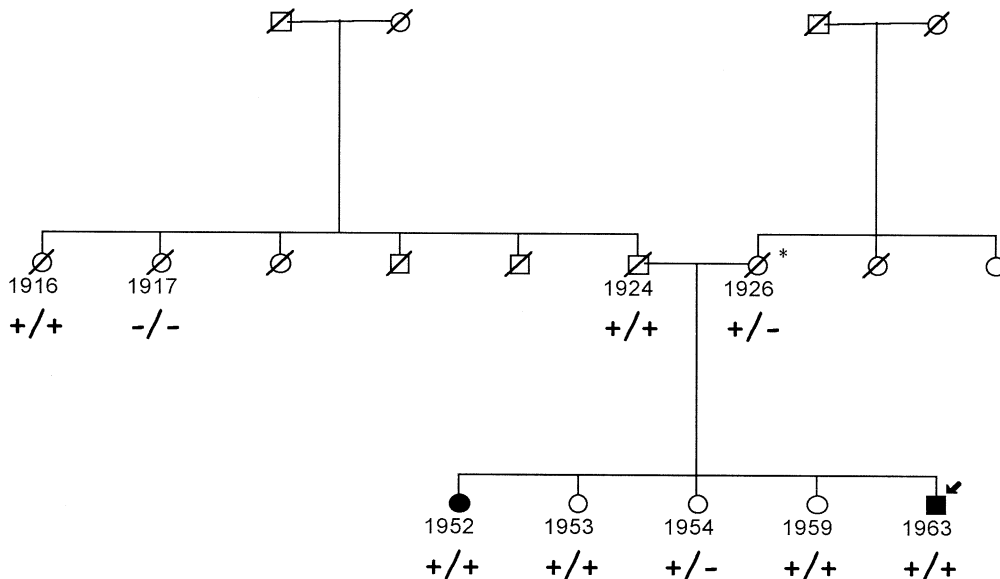 *
1916 1917 1924 1926
+/+ -/- +/+ +/-
1952 1953 1954 1959 1963
+/+ +/+ +/- +/+ +/+